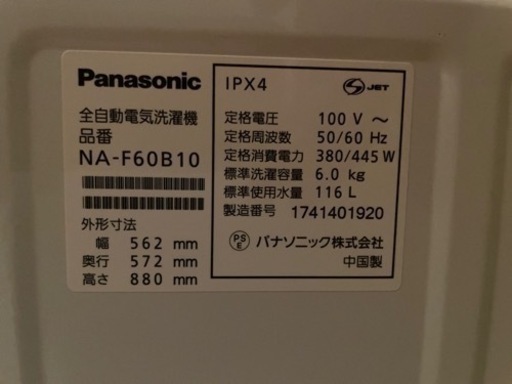 Panasonic
全自動電気洗濯機
品番
NA-F60B10
外形寸法
幅 562 mm
奥行 572 mm
高さ 880 mm
IPX4
S JET
定格電圧 100 V ～
定格周波数 50/60 Hz
定格消費電力 380/445 W
標準洗濯容量 6.0 kg
標準使用水量 116 L
製造番号 1741401920
PS E パナソニック株式会社
中国製